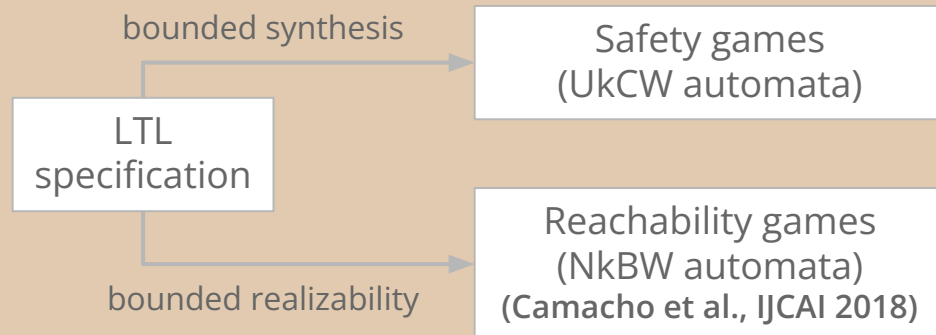 bounded synthesis
Safety games
(UkCW automata)
LTL
specification
Reachability games
(NkBW automata)
(Camacho et al., IJCAI 2018)
bounded realizability